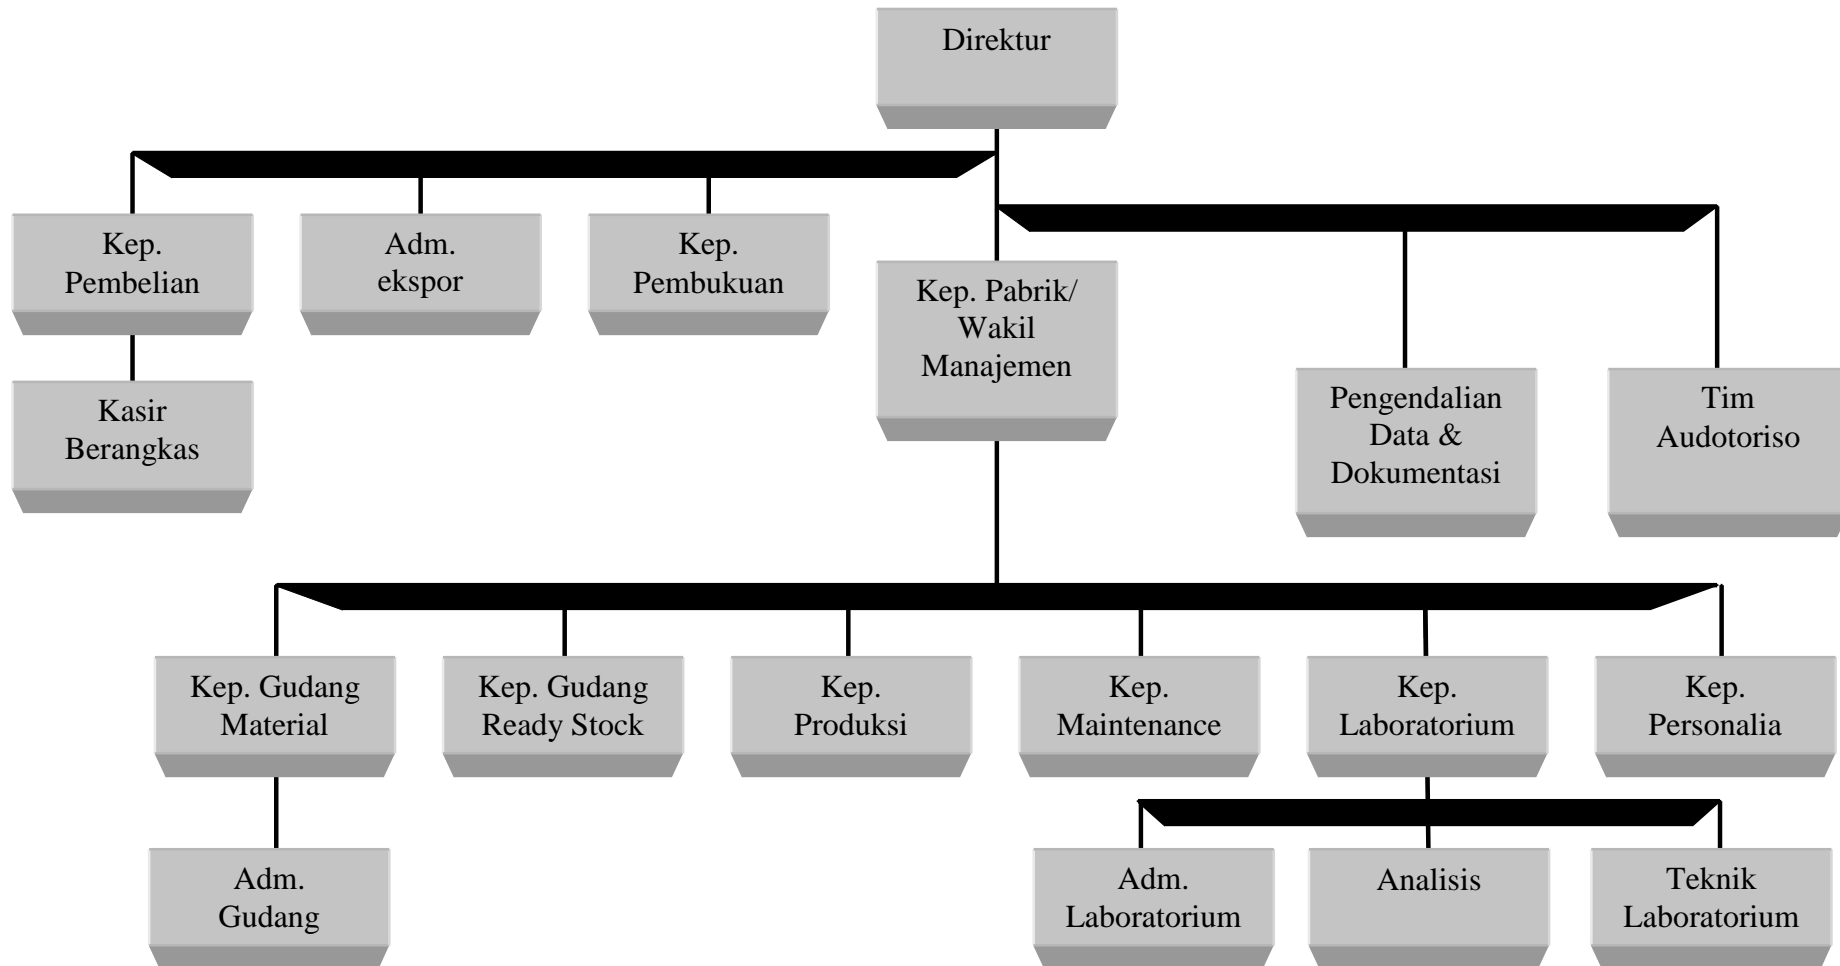 Direktur
Kep.
Pembelian
Adm.
ekspor
Kep.
Pembukuan
Kep. Pabrik/
Wakil
Manajemen
Kasir
Berangkas
Pengendalian
Data &
Dokumentasi
Tim
Audotoriso
Kep. Gudang
Material
Kep. Gudang
Ready Stock
Kep.
Produksi
Kep.
Maintenance
Kep.
Laboratorium
Kep.
Personalia
Adm.
Gudang
Adm.
Laboratorium
Analisis
Teknik
Laboratorium